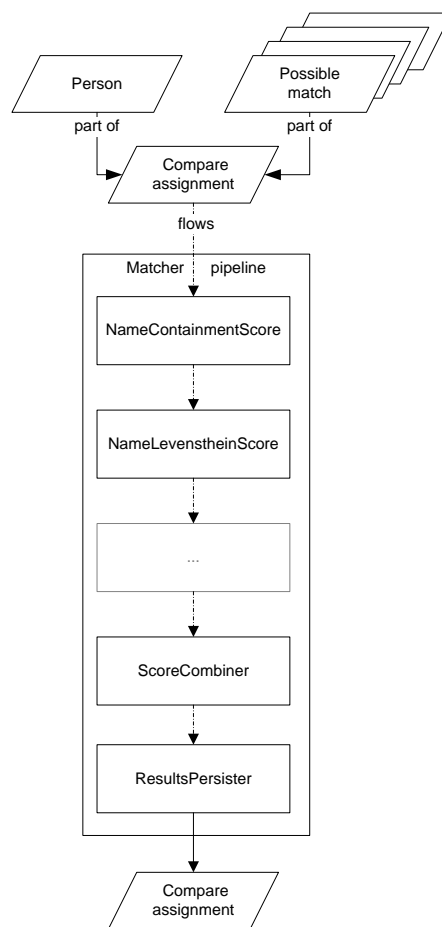 Person
Possible
match
part of
part of
Compare
assignment
flows
Matcher pipeline
NameContainmentScore
NameLevenstheinScore
...
ScoreCombiner
ResultsPersister
Compare
assignment